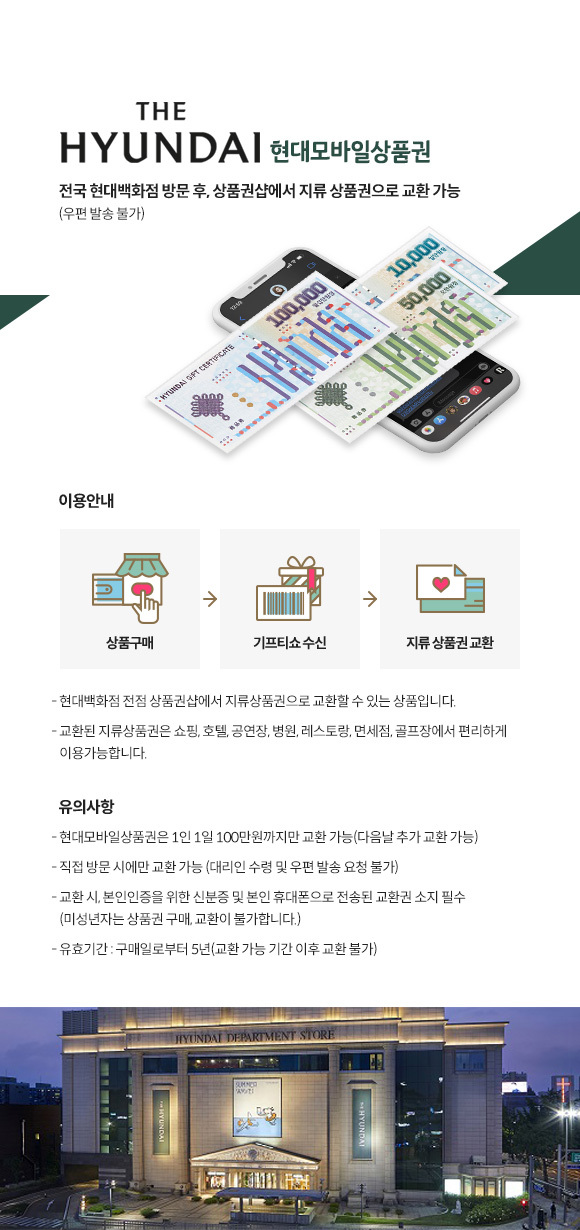 THE
HYUNDAI 현대모바일상품권
전국 현대백화점 방문 후, 상품권샵에서 지류 상품권으로 교환 가능
(우편 발송 불가)
10,000
50,000
100,000
HYUNDAI GIFT CERTIFICATE
이용안내
상품구매
기프티쇼 수신
지류 상품권 교환
- 현대백화점 전점 상품권샵에서 지류상품권으로 교환할 수 있는 상품입니다.
- 교환된 지류상품권은 쇼핑, 호텔, 공연장, 병원, 레스토랑, 면세점, 골프장에서 편리하게
이용가능합니다.
유의사항
- 현대모바일상품권은 1인 1일 100만원까지만 교환 가능(다음날 추가 교환 가능)
- 직접 방문 시에만 교환 가능 (대리인 수령 및 우편 발송 요청 불가)
- 교환 시, 본인인증을 위한 신분증 및 본인 휴대폰으로 전송된 교환권 소지 필수
(미성년자는 상품권 구매, 교환이 불가합니다.)
- 유효기간 : 구매일로부터 5년(교환 가능 기간 이후 교환 불가)
HYUNDAI DEPARTMENT STORE
SUMMER
HYUNDAI
HYUNDAI